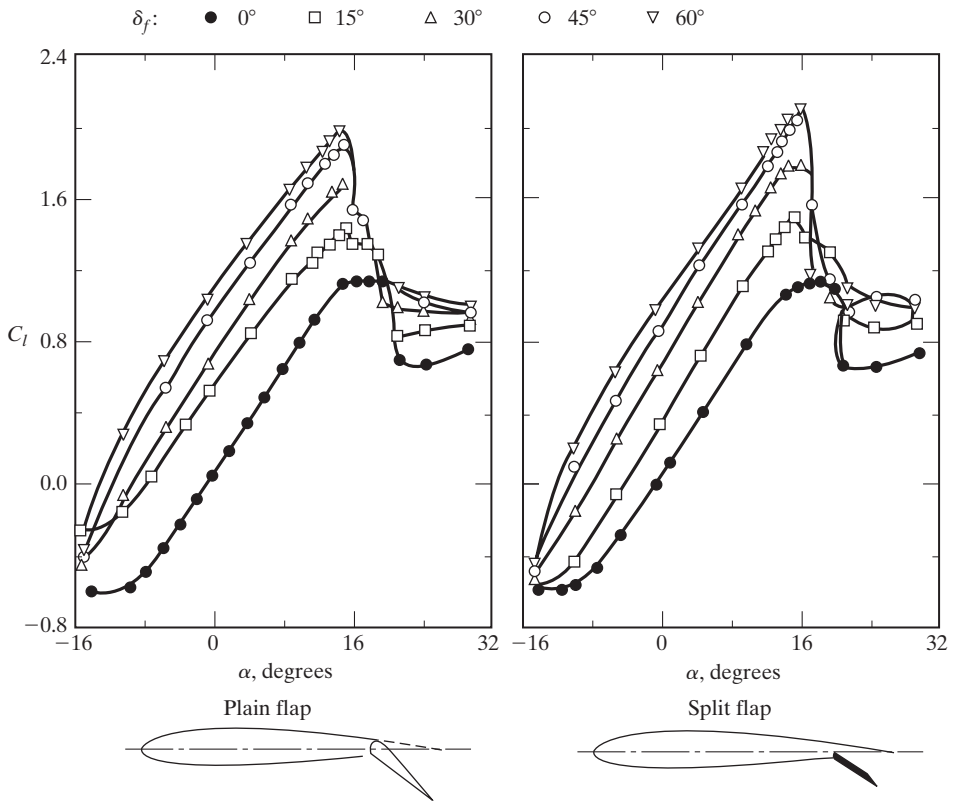 δf: 0° 15° 30° 45° 60°
2.4
1.6
Cl
0.8
0.0
−0.8
−16 0 16 32
−16 0 16 32
α, degrees
α, degrees
Plain flap
Split flap